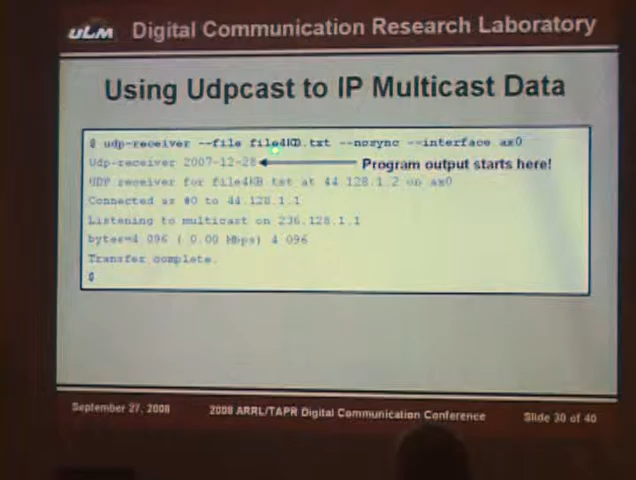 ULM Digital Communication Research Laboratory
Using Udpcast to IP Multicast Data
$ udp-receiver --file file4KB.txt --nosync --interface ax0
Udp-receiver 2007-12-28 Program output starts here!
UDP receiver for file4KB.txt at 44.128.1.2 on ax0
Connected as #0 to 44.128.1.1
Listening to multicast on 236.128.1.1
bytes=4 096 ( 0.00 Mbps) 4 096
Transfer complete.
$
September 27, 2008 2008 ARRL/TAPR Digital Communication Conference Slide 30 of 40